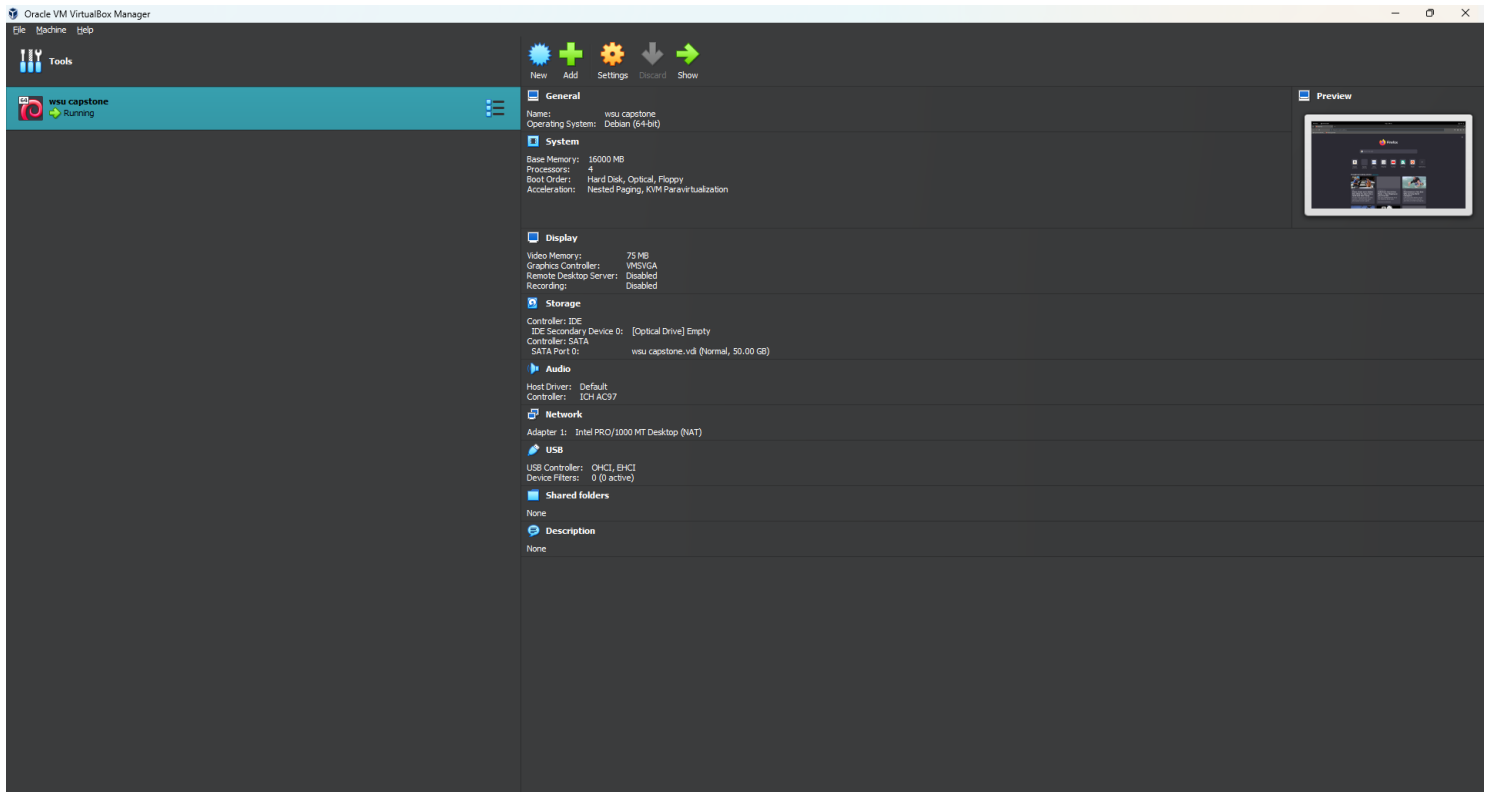 Oracle VM VirtualBox Manager
File Machine Help
Tools
New Add Settings Discard Show
64
wsu capstone
Running
General
Name: wsu capstone
Operating System: Debian (64-bit)
System
Base Memory: 16000 MB
Processors: 4
Boot Order: Hard Disk, Optical, Floppy
Acceleration: Nested Paging, KVM Paravirtualization
Preview
Firefox
Display
Video Memory: 75 MB
Graphics Controller: VMSVGA
Remote Desktop Server: Disabled
Recording: Disabled
Storage
Controller: IDE
IDE Secondary Device 0: [Optical Drive] Empty
Controller: SATA
SATA Port 0: wsu capstone.vdi (Normal, 50.00 GB)
Audio
Host Driver: Default
Controller: ICH AC97
Network
Adapter 1: Intel PRO/1000 MT Desktop (NAT)
USB
USB Controller: OHCI, EHCI
Device Filters: 0 (0 active)
Shared folders
None
Description
None